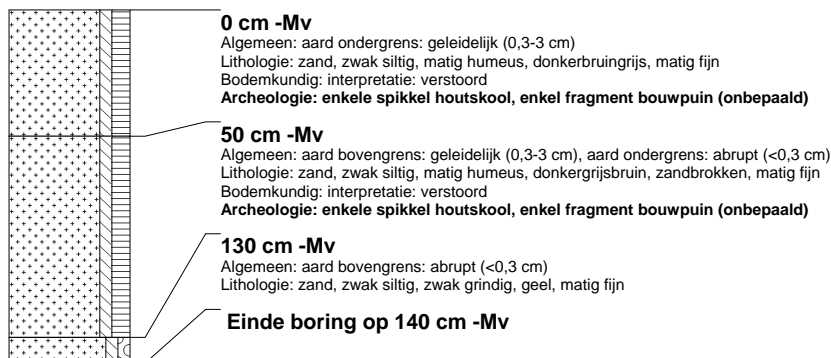 0 cm -Mv
Algemeen: aard ondergrens: geleidelijk (0,3-3 cm)
Lithologie: zand, zwak siltig, matig humeus, donkerbruingrijs, matig fijn
Bodemkundig: interpretatie: verstoord
Archeologie: enkele spikkel houtskool, enkel fragment bouwpuin (onbepaald)
50 cm -Mv
Algemeen: aard bovengrens: geleidelijk (0,3-3 cm), aard ondergrens: abrupt (<0,3 cm)
Lithologie: zand, zwak siltig, matig humeus, donkergrijsbruin, zandbrokken, matig fijn
Bodemkundig: interpretatie: verstoord
Archeologie: enkele spikkel houtskool, enkel fragment bouwpuin (onbepaald)
130 cm -Mv
Algemeen: aard bovengrens: abrupt (<0,3 cm)
Lithologie: zand, zwak siltig, zwak grindig, geel, matig fijn
Einde boring op 140 cm -Mv